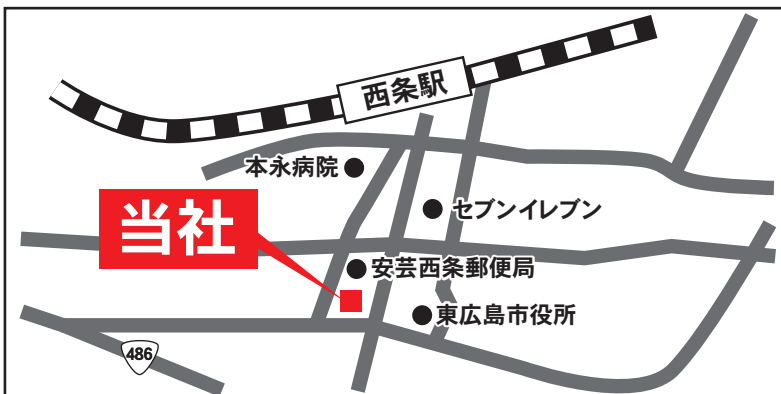 西条駅
本永病院
セブンイレブン
当社
安芸西条郵便局
東広島市役所
486